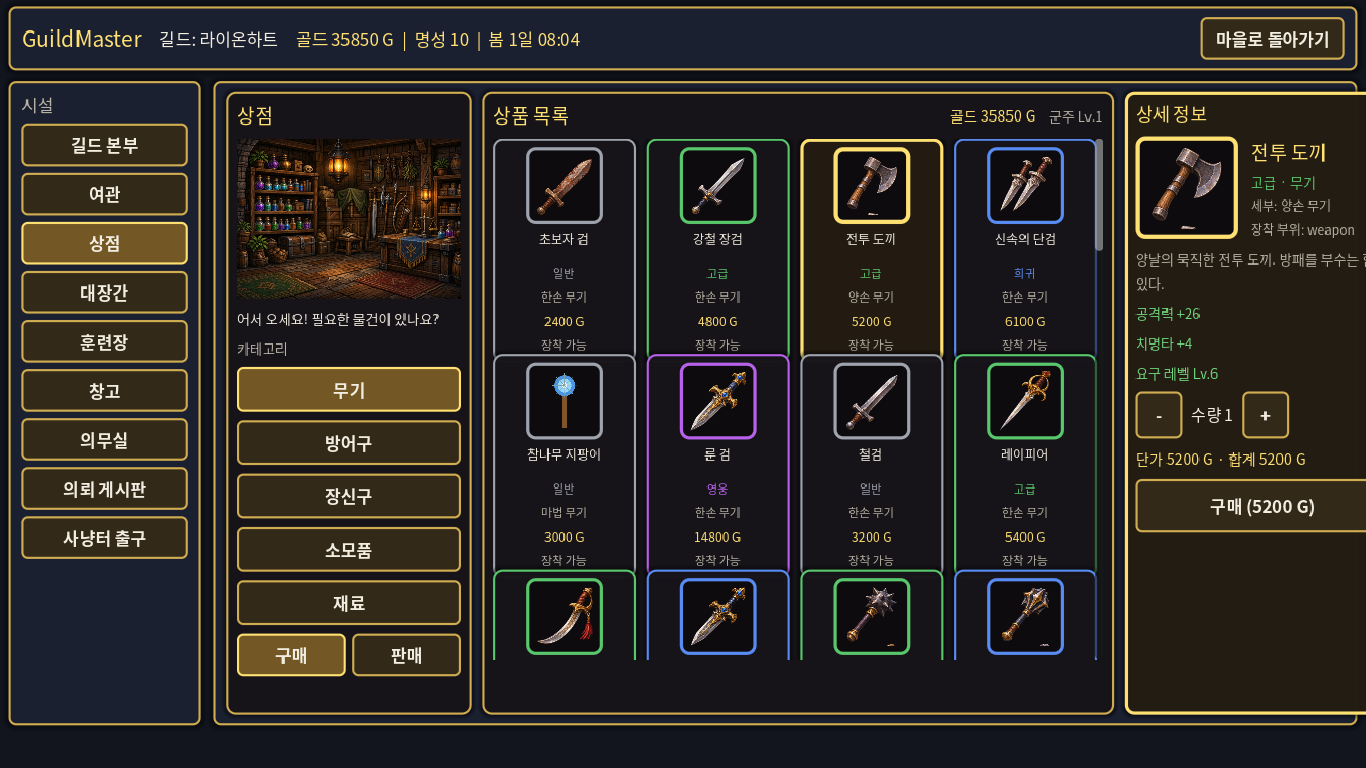 GuildMaster 길드: 라이온하트 골드 35850 G | 명성 10 | 봄 1일 08:04
마을로 돌아가기
시설
길드 본부
여관
상점
대장간
훈련장
창고
의무실
의뢰 게시판
사냥터 출구
상점
어서 오세요! 필요한 물건이 있나요?
카테고리
무기
방어구
장신구
소모품
재료
구매 판매
상품 목록 골드 35850 G 군주 Lv.1
초보자 검 강철 장검 전투 도끼 신속의 단검
일반 고급 고급 희귀
한손 무기 한손 무기 양손 무기 한손 무기
2400 G 4800 G 5200 G 6100 G
장착 가능 장착 가능 장착 가능 장착 가능
참나무 지팡이 룬 검 철검 레이피어
일반 영웅 일반 고급
마법 무기 한손 무기 한손 무기 한손 무기
3000 G 14800 G 3200 G 5400 G
장착 가능 장착 가능 장착 가능 장착 가능
상세 정보
전투 도끼
고급 · 무기
세부: 양손 무기
장착 부위: weapon
양날의 묵직한 전투 도끼. 방패를 부수는
있다.
공격력 +26
치명타 +4
요구 레벨 Lv.6
- 수량 1 +
단가 5200 G · 합계 5200 G
구매 (5200 G)